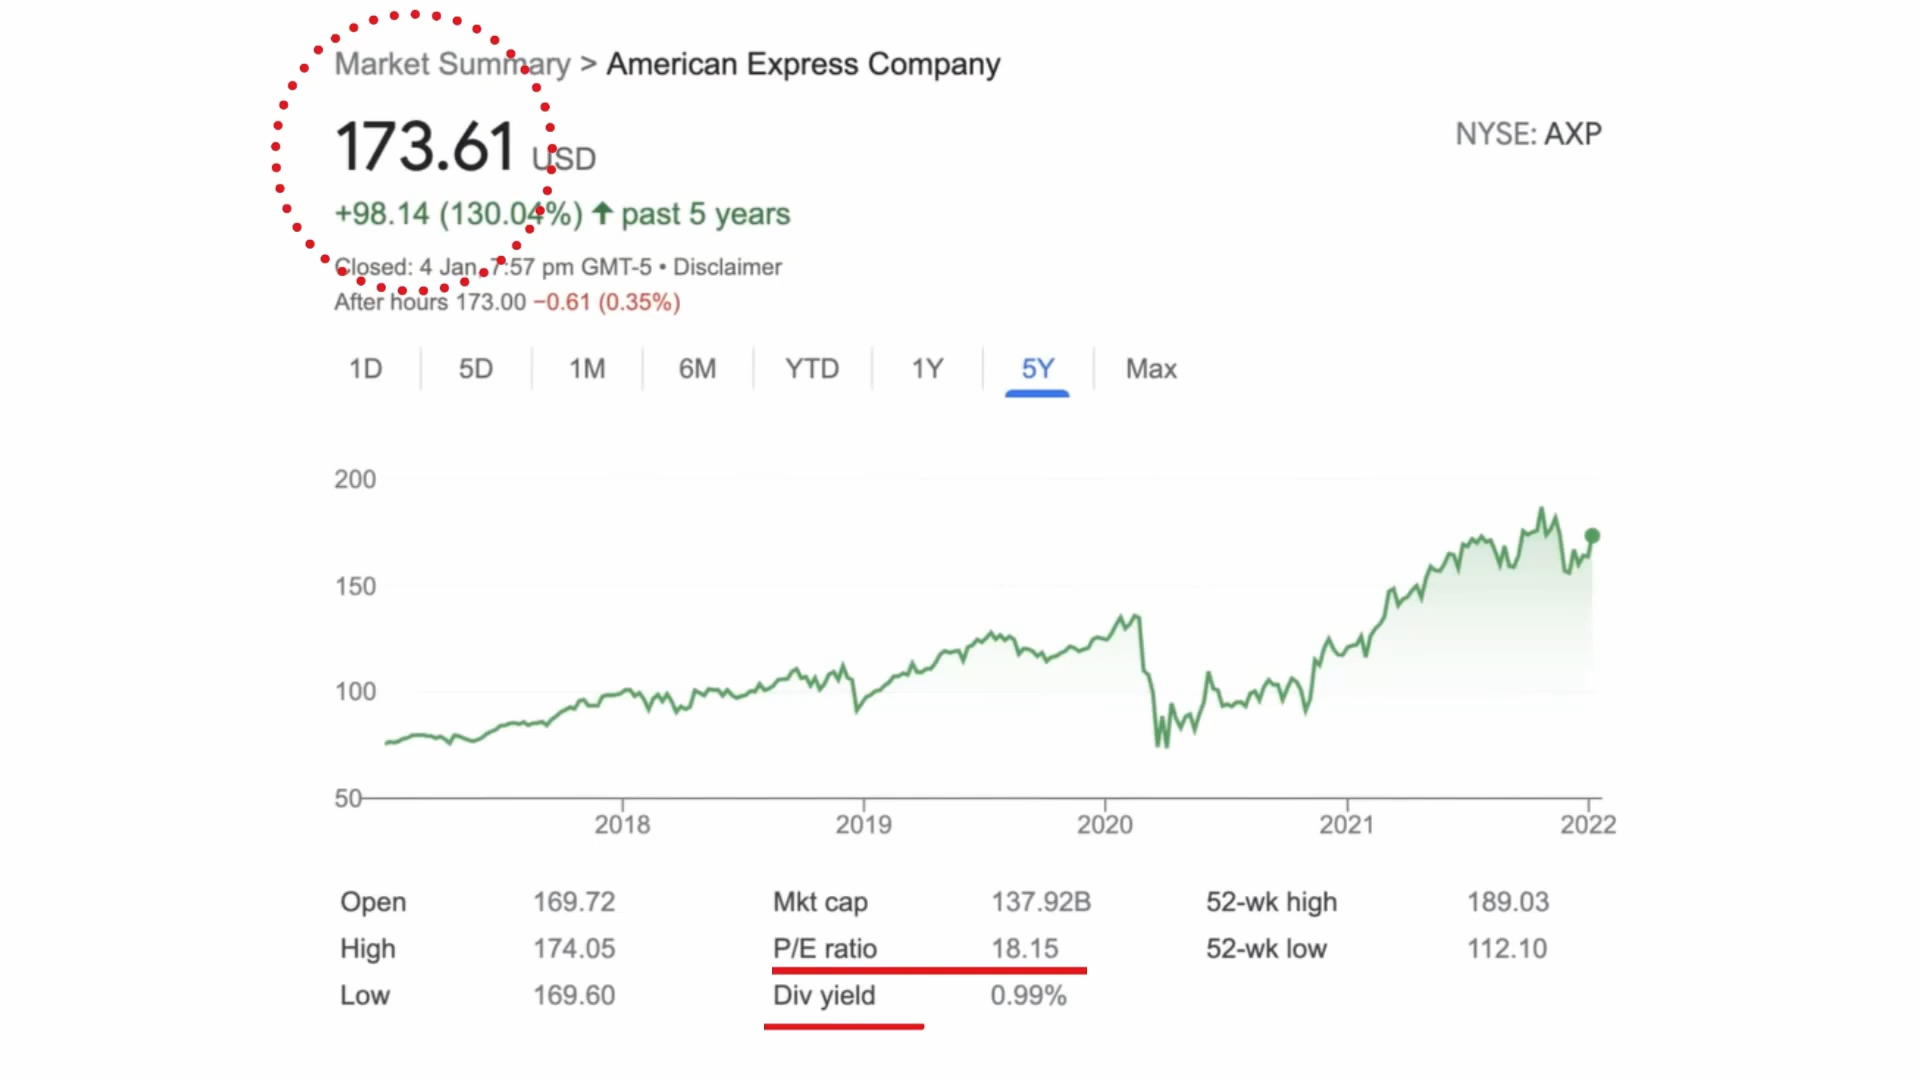 Market Summary > American Express Company
173.61 USD
NYSE: AXP
+98.14 (130.04%) ↑ past 5 years
Closed: 4 Jan, 7:57 pm GMT-5 • Disclaimer
After hours 173.00 −0.61 (0.35%)
1D 5D 1M 6M YTD 1Y 5Y Max
200
150
100
50
2018 2019 2020 2021 2022
Open 169.72 Mkt cap 137.92B 52-wk high 189.03
High 174.05 P/E ratio 18.15 52-wk low 112.10
Low 169.60 Div yield 0.99%